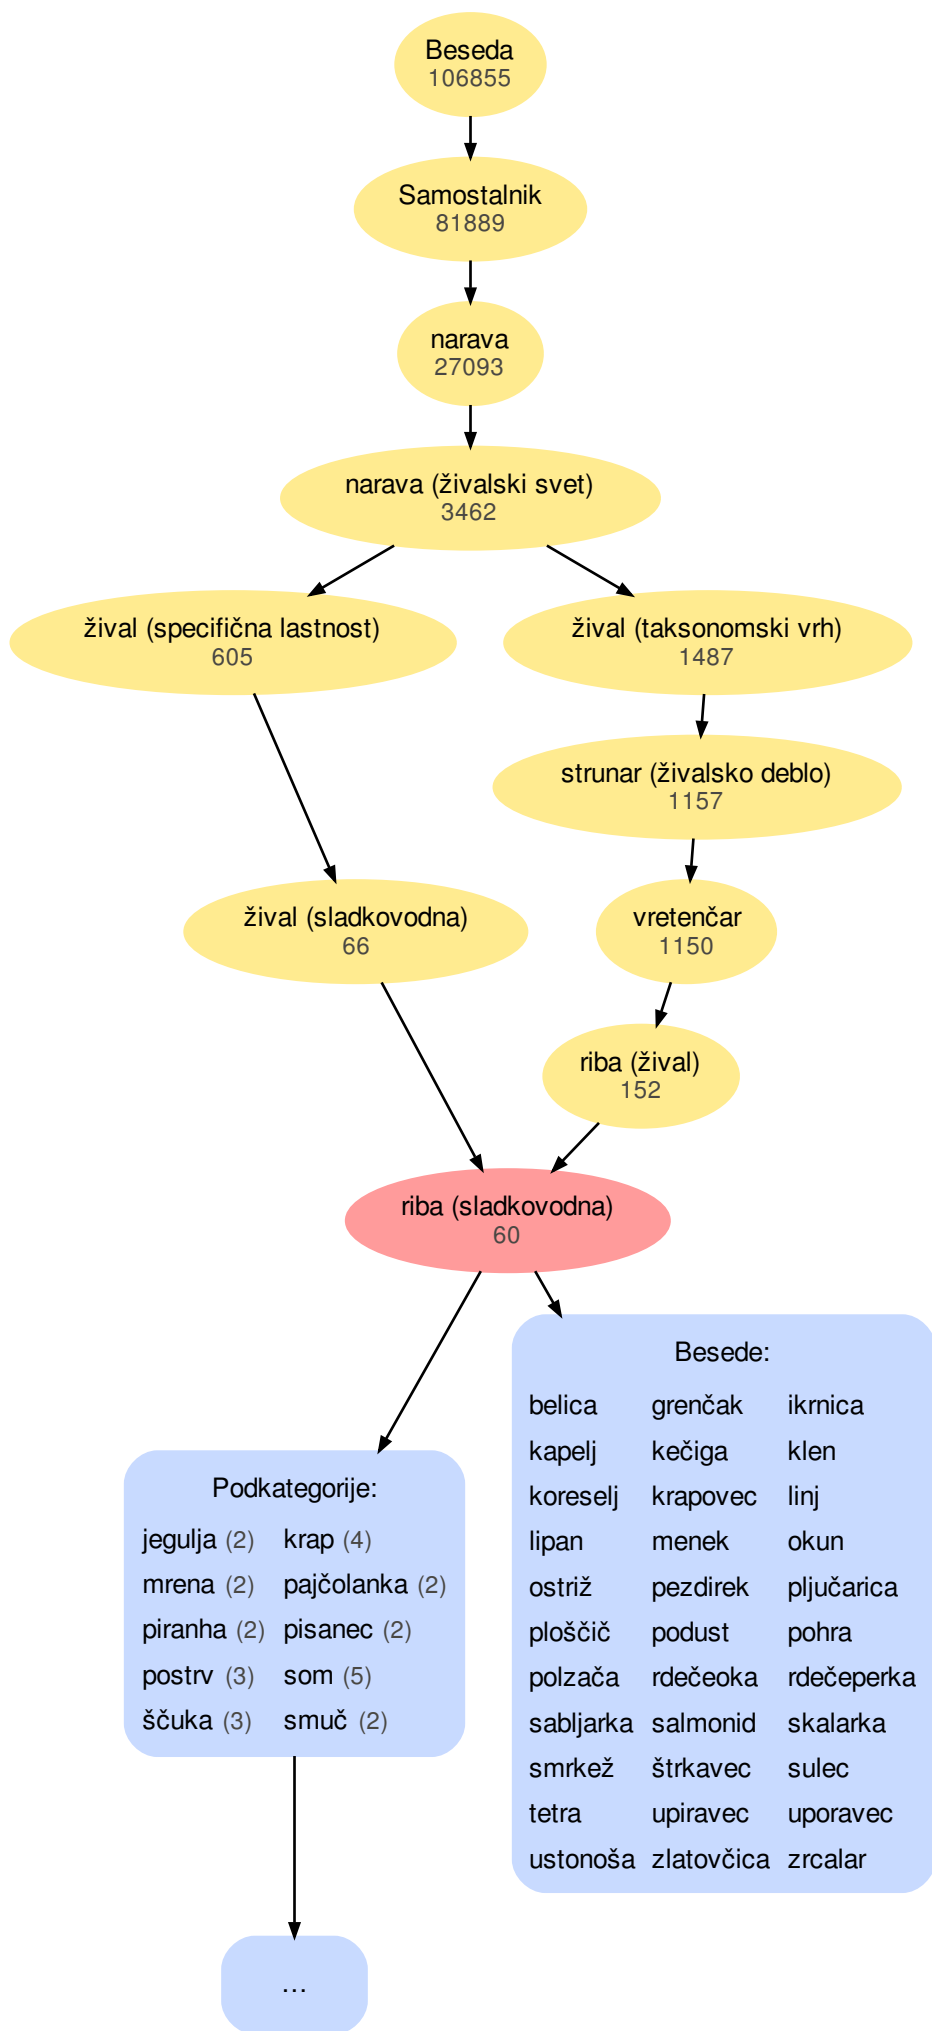 Beseda
106855
Samostalnik
81889
narava
27093
narava (živalski svet)
3462
žival (specifična lastnost)
605
žival (taksonomski vrh)
1487
strunar (živalsko deblo)
1157
žival (sladkovodna)
66
vretenčar
1150
riba (žival)
152
riba (sladkovodna)
60
Besede:
belica grenčak ikrnica
kapelj kečiga klen
koreselj krapovec linj
lipan menek okun
ostriž pezdirek pljučarica
ploščič podust pohra
polzača rdečeoka rdečeperka
sabljarka salmonid skalarka
smrkež štrkavec sulec
tetra upiravec uporavec
ustonoša zlatovčica zrcalar
Podkategorije:
jegulja (2) krap (4)
mrena (2) pajčolanka (2)
piranha (2) pisanec (2)
postrv (3) som (5)
ščuka (3) smuč (2)
...